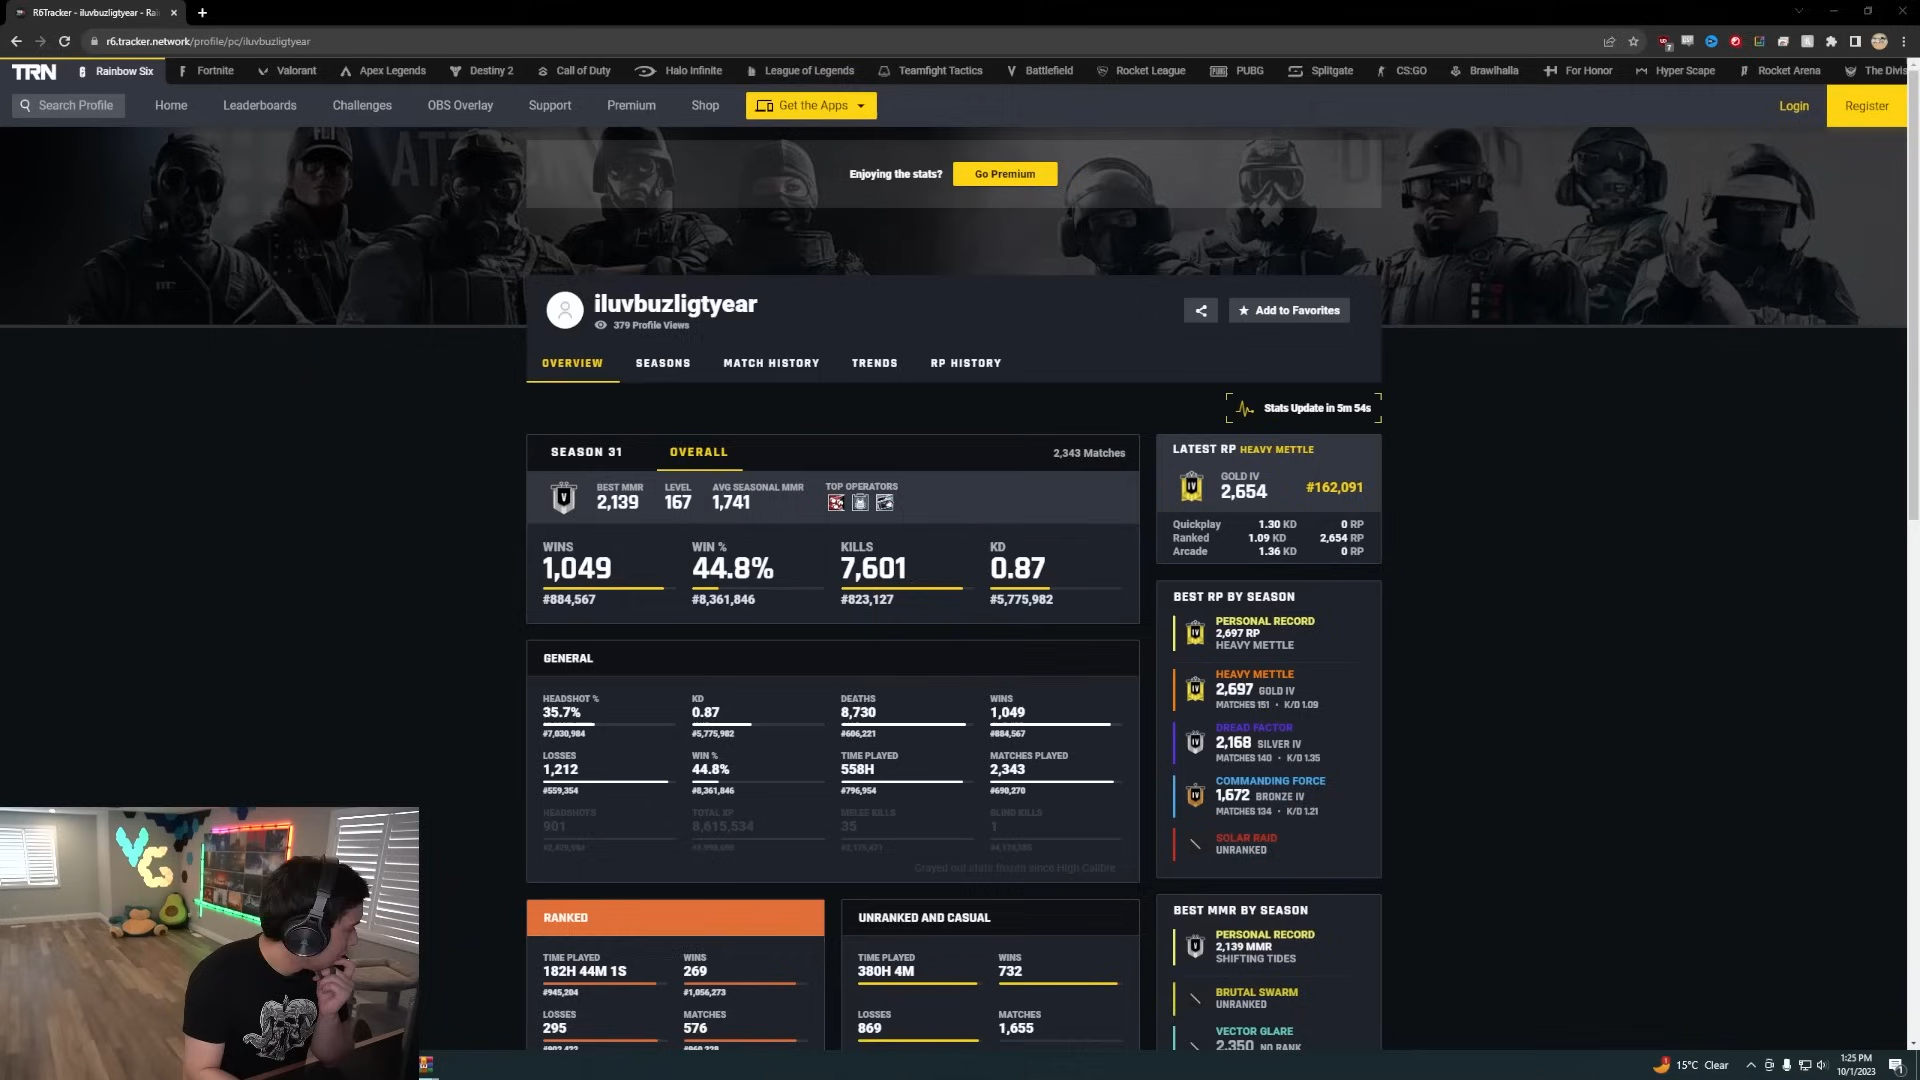 R6Tracker - iluvbuzligtyear - Rai
r6.tracker.network/profile/pc/iluvbuzligtyear
TRN Rainbow Six Fortnite Valorant Apex Legends Destiny 2 Call of Duty Halo Infinite League of Legends Teamfight Tactics Battlefield Rocket League PUBG Splitgate CS:GO Brawlhalla For Honor Hyper Scape Rocket Arena The Divis
Search Profile Home Leaderboards Challenges OBS Overlay Support Premium Shop Get the Apps Login Register
Enjoying the stats? Go Premium
iluvbuzligtyear
379 Profile Views
Add to Favorites
OVERVIEW SEASONS MATCH HISTORY TRENDS RP HISTORY
Stats Update in 5m 54s
SEASON 31 OVERALL 2,343 Matches
BEST MMR LEVEL AVG SEASONAL MMR TOP OPERATORS
2,139 167 1,741
WINS WIN % KILLS KD
1,049 44.8% 7,601 0.87
#884,567 #8,361,846 #823,127 #5,775,982
GENERAL
HEADSHOT % KD DEATHS WINS
35.7% 0.87 8,730 1,049
#7,030,984 #5,775,982 #606,221 #884,567
LOSSES WIN % TIME PLAYED MATCHES PLAYED
1,212 44.8% 558H 2,343
#559,354 #8,361,846 #796,954 #690,270
HEADSHOTS TOTAL XP MELEE KILLS BLIND KILLS
901 8,615,534 35 1
Grayed out stats frozen since High Calibre
RANKED
TIME PLAYED WINS
182H 44M 1S 269
#945,204 #1,056,273
LOSSES MATCHES
295 576
UNRANKED AND CASUAL
TIME PLAYED WINS
380H 4M 732
LOSSES MATCHES
869 1,655
LATEST RP HEAVY METTLE
GOLD IV
2,654 #162,091
Quickplay 1.30 KD 0 RP
Ranked 1.09 KD 2,654 RP
Arcade 1.36 KD 0 RP
BEST RP BY SEASON
PERSONAL RECORD
2,697 RP
HEAVY METTLE
HEAVY METTLE
2,697 GOLD IV
MATCHES 151 • K/D 1.09
DREAD FACTOR
2,168 SILVER IV
MATCHES 140 • K/D 1.35
COMMANDING FORCE
1,672 BRONZE IV
MATCHES 134 • K/D 1.21
SOLAR RAID
UNRANKED
BEST MMR BY SEASON
PERSONAL RECORD
2,139 MMR
SHIFTING TIDES
BRUTAL SWARM
UNRANKED
VECTOR GLARE
2,350 NO RANK
15°C Clear
1:25 PM
10/1/2023